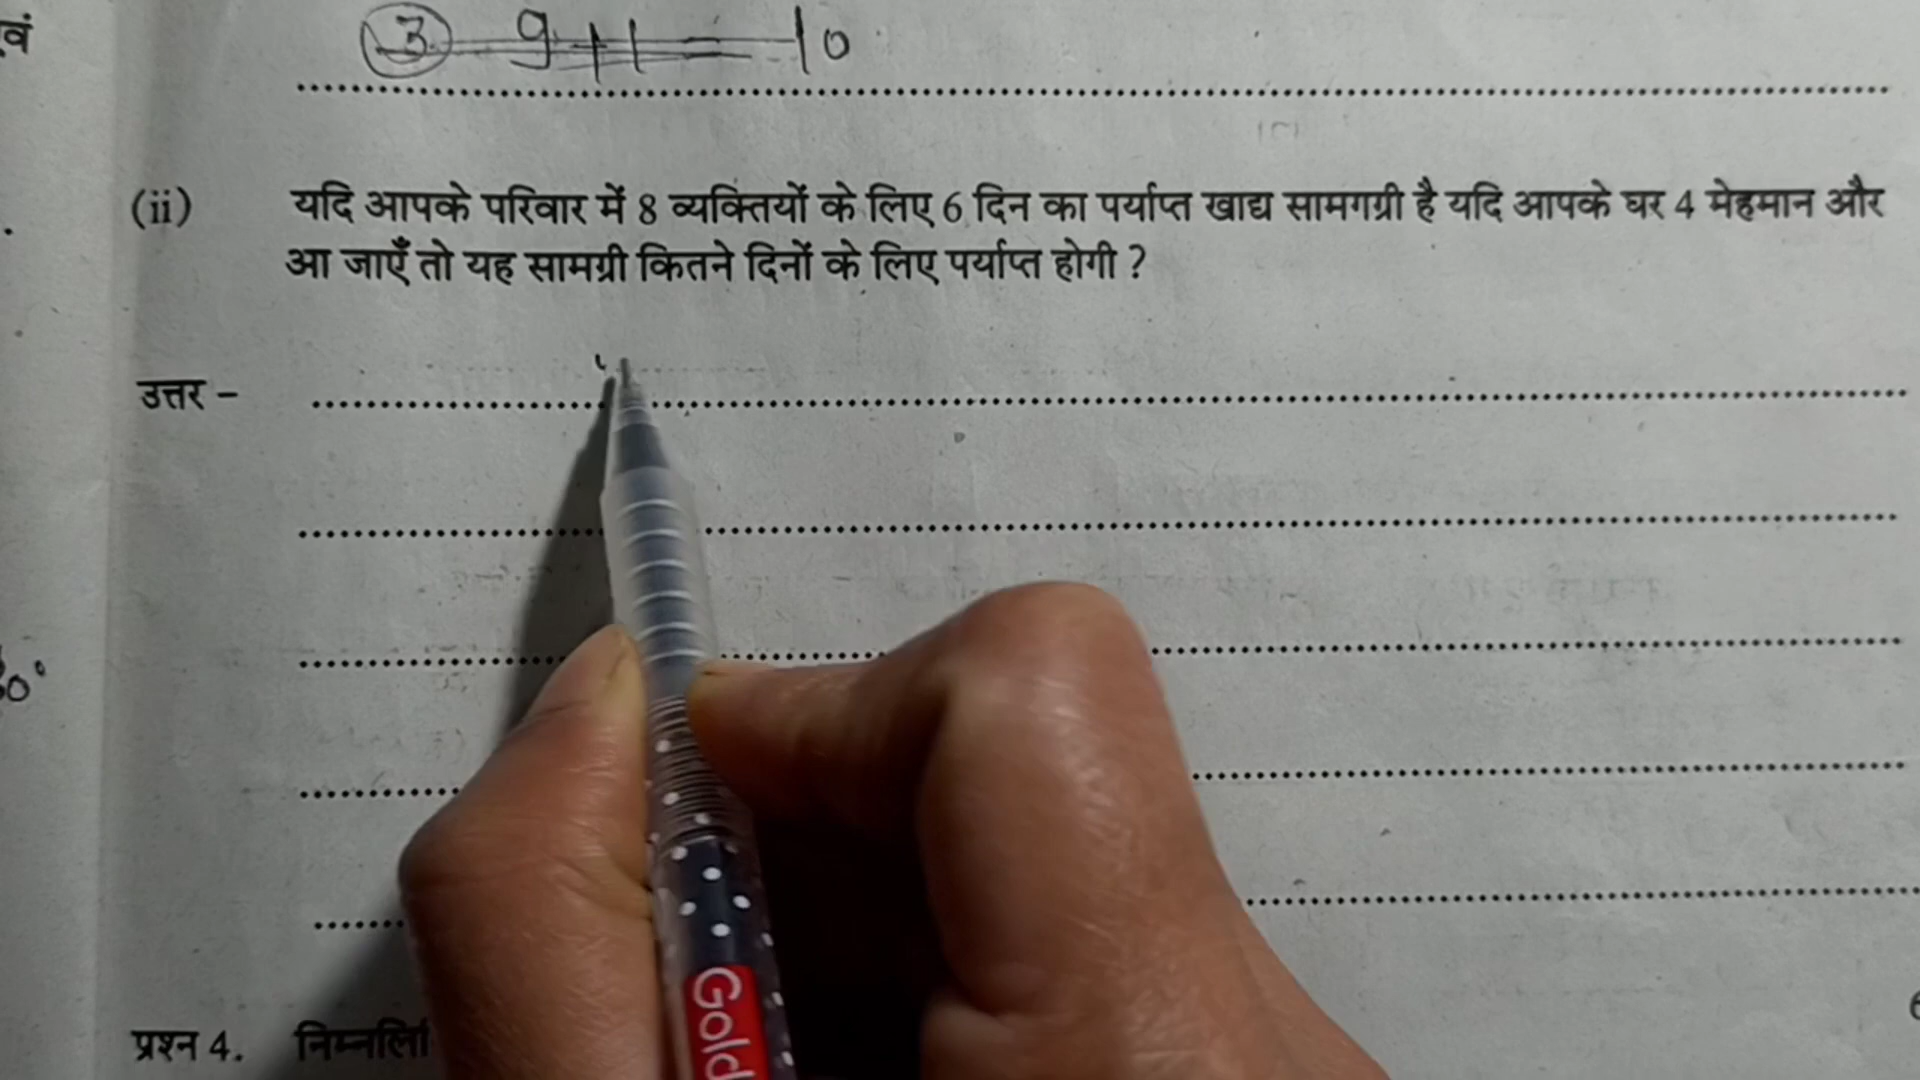 वं
③ 9+1 = 10
(ii) यदि आपके परिवार में 8 व्यक्तियों के लिए 6 दिन का पर्याप्त खाद्य सामगग्री है यदि आपके घर 4 मेहमान और
आ जाएँ तो यह सामग्री कितने दिनों के लिए पर्याप्त होगी ?
उत्तर –
प्रश्न 4.
Gold